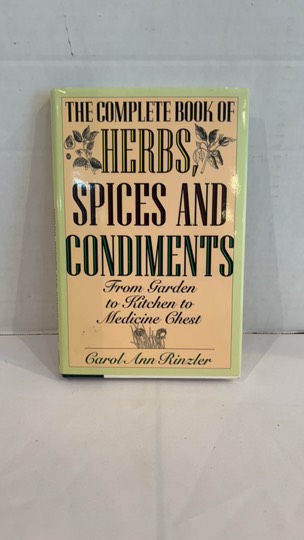 THE COMPLETE BOOK OF
HERBS,
SPICES AND
CONDIMENTS
From Garden
to Kitchen to
Medicine Chest
Carol Ann Rinzler